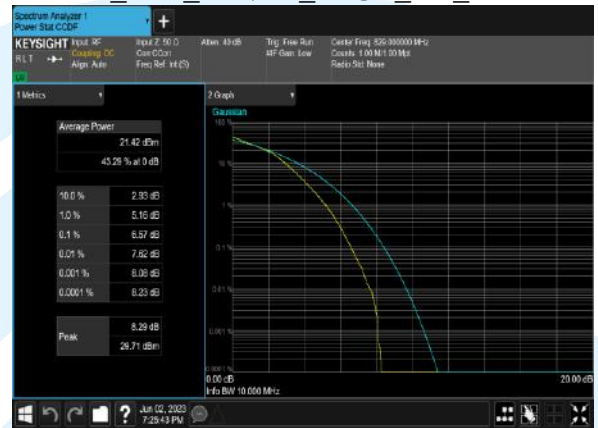 Spectrum Analyzer 1
Power Stat CCDF
KEYSIGHT
Input: RF
Coupling: DC
Align: Auto
RLT
Input Z: 50 Ω
Corr CCorr
Freq Ref: Int (S)
Atten: 40 dB
Trig: Free Run
#IF Gain: Low
Center Freq: 829.000000 MHz
Counts: 1.00 M/1.00 Mpt
Radio Std: None
1 Metrics
Average Power
21.42 dBm
43.29 % at 0 dB
10.0 % 2.93 dB
1.0 % 5.16 dB
0.1 % 6.57 dB
0.01 % 7.62 dB
0.001 % 8.08 dB
0.0001 % 8.23 dB
Peak
8.29 dB
29.71 dBm
2 Graph
Gaussian
100 %
10 %
1 %
0.1 %
0.01 %
0.001 %
0.0001 %
0.00 dB
20.00 dB
Info BW 10.000 MHz
Jun 02, 2023
7:25:43 PM